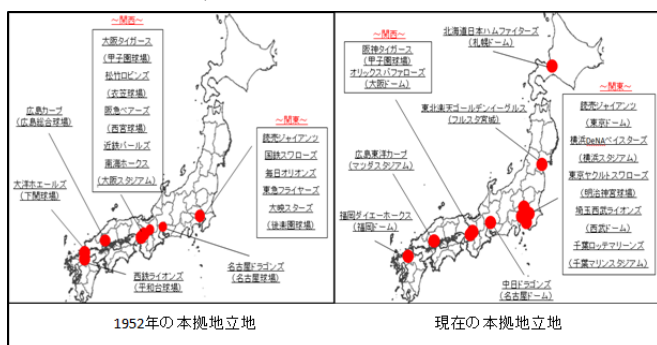 ~関西~
大阪タイガース
(甲子園球場)
松竹ロビンズ
(衣笠球場)
阪急ベアーズ
(西宮球場)
近鉄パールズ
南海ホークス
(大阪スタジアム)
広島カープ
(広島総合球場)
大洋ホエールズ
(下関球場)
~関東~
読売ジャイアンツ
国鉄スワローズ
毎日オリオンズ
東急フライヤーズ
大映スターズ
(後楽園球場)
名古屋ドラゴンズ
(名古屋球場)
西鉄ライオンズ
(平和台球場)
1952年の本拠地立地
北海道日本ハムファイターズ
(札幌ドーム)
~関西~
阪神タイガース
(甲子園球場)
オリックスバファローズ
(大阪ドーム)
東北楽天ゴールデンイーグルス
(フルスタ宮城)
広島東洋カープ
(マツダスタジアム)
福岡ダイエーホークス
(福岡ドーム)
~関東~
読売ジャイアンツ
(東京ドーム)
横浜DeNAベイスターズ
(横浜スタジアム)
東京ヤクルトスワローズ
(明治神宮球場)
埼玉西武ライオンズ
(西武ドーム)
千葉ロッテマリーンズ
(千葉マリンスタジアム)
中日ドラゴンズ
(名古屋ドーム)
現在の本拠地立地